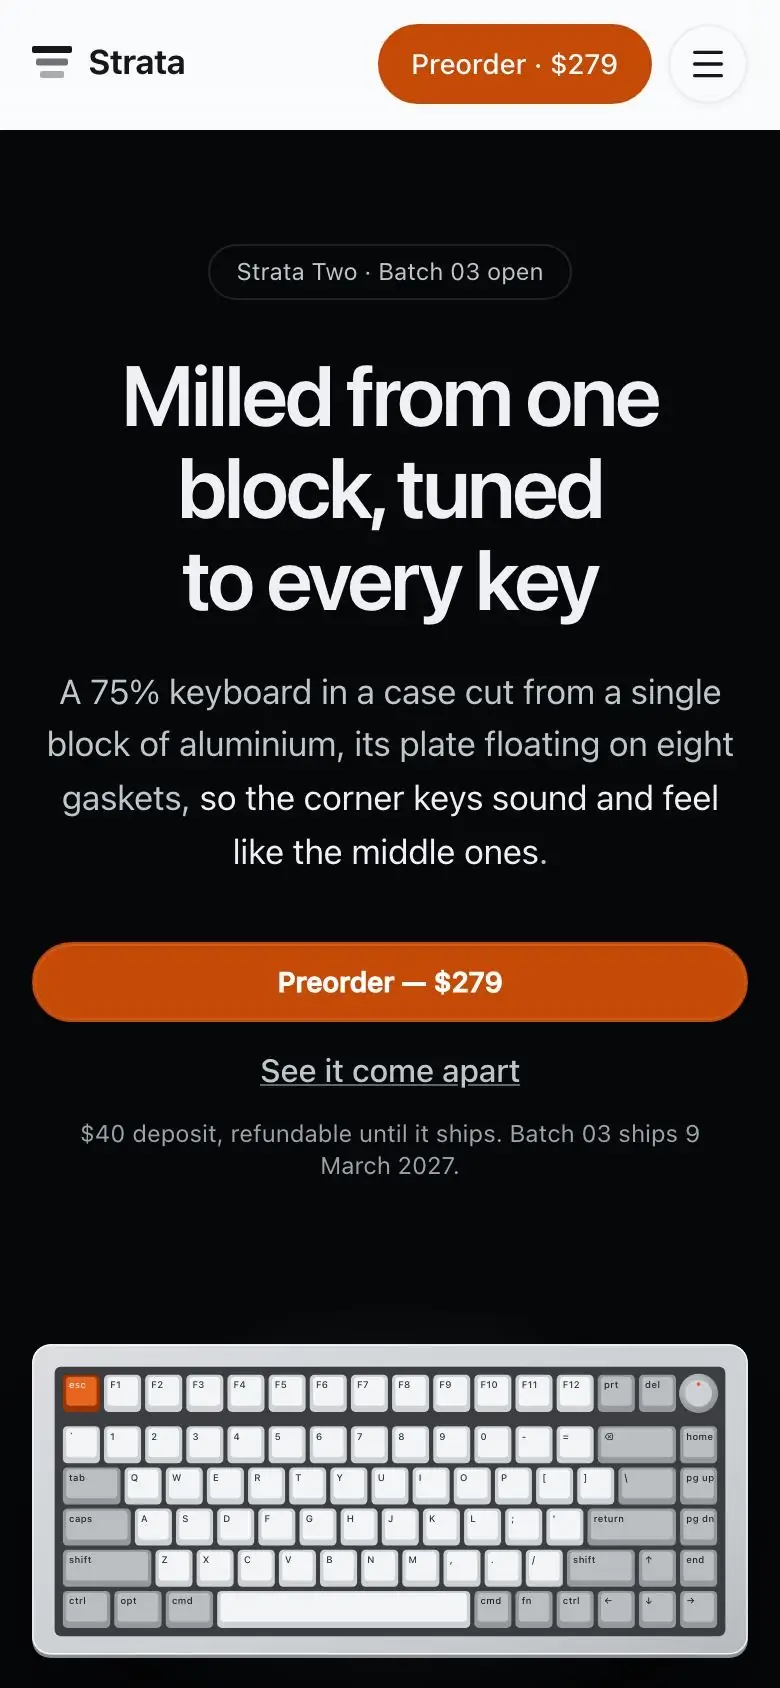 Strata
Preorder · $279
Strata Two · Batch 03 open
Milled from one
block, tuned
to every key
A 75% keyboard in a case cut from a single
block of aluminium, its plate floating on eight
gaskets, so the corner keys sound and feel
like the middle ones.
Preorder — $279
See it come apart
$40 deposit, refundable until it ships. Batch 03 ships 9
March 2027.
esc F1 F2 F3 F4 F5 F6 F7 F8 F9 F10 F11 F12 prt del
` 1 2 3 4 5 6 7 8 9 0 - = ⌫ home
tab Q W E R T Y U I O P [ ] \ pg up
caps A S D F G H J K L ; ' return pg dn
shift Z X C V B N M , . / shift ↑ end
ctrl opt cmd cmd fn ctrl ← ↓ →